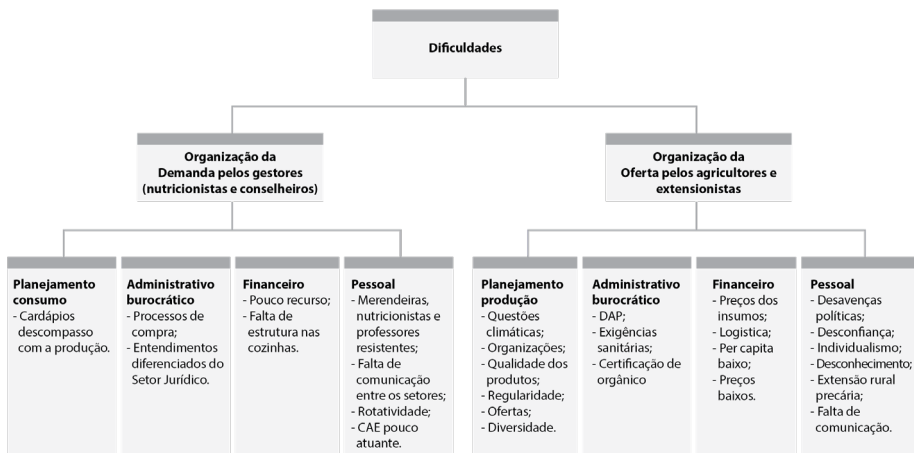 Dificuldades
Organização da
Demanda pelos gestores
(nutricionistas e conselheiros)
Organização da
Oferta pelos agricultores e
extensionistas
Planejamento
consumo
- Cardápios
descompasso
com a produção.
Administrativo
burocrático
- Processos de
compra;
- Entendimentos
diferenciados do
Setor Jurídico.
Financeiro
- Pouco recurso;
- Falta de
estrutura nas
cozinhas.
Pessoal
- Merendeiras,
nutricionistas e
professores
resistentes;
- Falta de
comunicação
entre os setores;
- Rotatividade;
- CAE pouco
atuante.
Planejamento
produção
- Questões
climáticas;
- Organizações;
- Qualidade dos
produtos;
- Regularidade;
- Ofertas;
- Diversidade.
Administrativo
burocrático
- DAP;
- Exigências
sanitárias;
- Certificação de
orgânico
Financeiro
- Preços dos
insumos;
- Logistica;
- Per capita
baixo;
- Preços
baixos.
Pessoal
- Desavenças
políticas;
- Desconfiança;
- Individualismo;
- Desconhecimento;
- Extensão rural
precária;
- Falta de
comunicação.